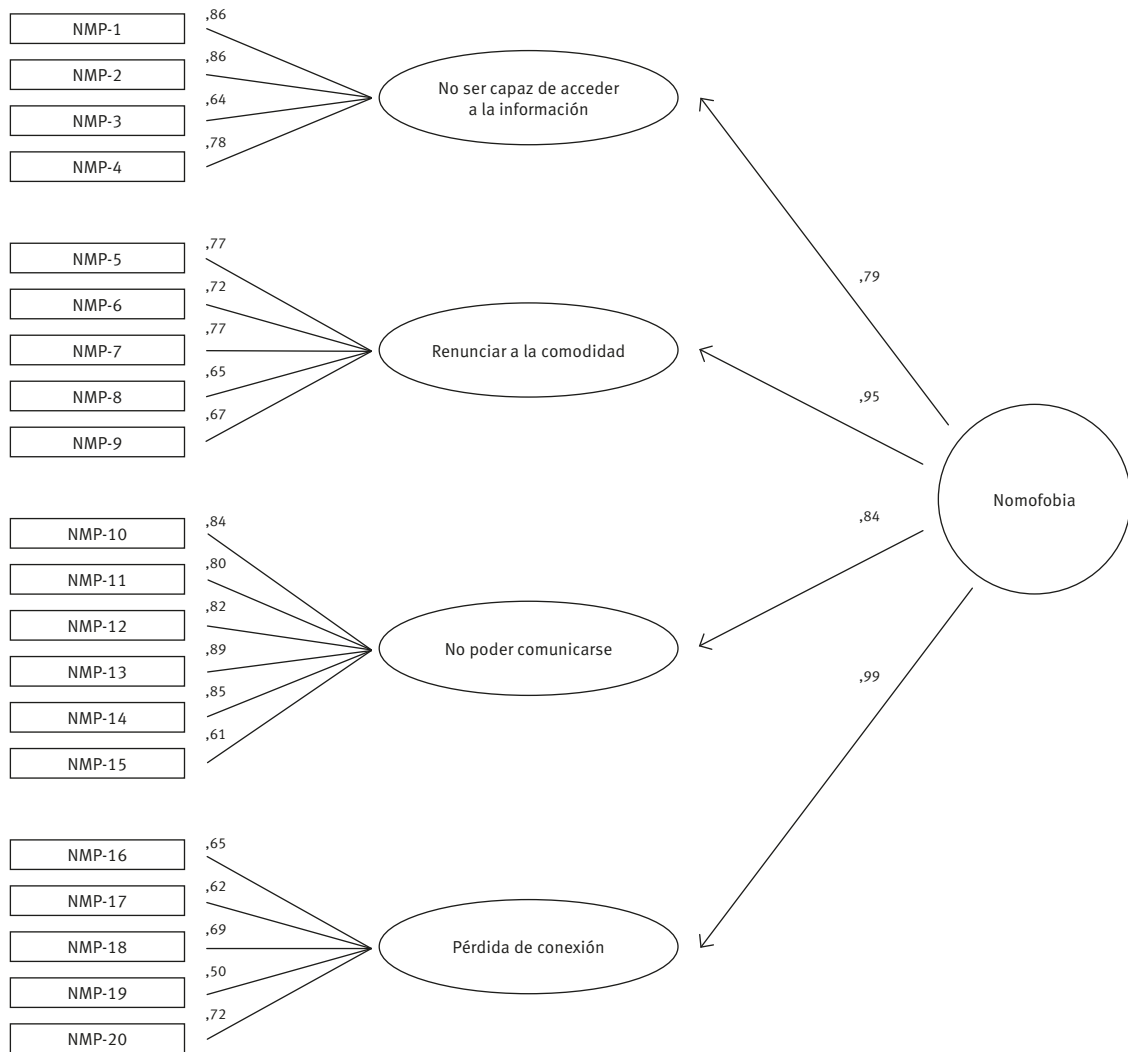 NMP-1
,86
NMP-2
,86
NMP-3
,64
NMP-4
,78
No ser capaz de acceder
a la información
NMP-5
,77
NMP-6
,72
NMP-7
,77
NMP-8
,65
NMP-9
,67
Renunciar a la comodidad
NMP-10
,84
NMP-11
,80
NMP-12
,82
NMP-13
,89
NMP-14
,85
NMP-15
,61
No poder comunicarse
NMP-16
,65
NMP-17
,62
NMP-18
,69
NMP-19
,50
NMP-20
,72
Pérdida de conexión
,79
,95
,84
,99
Nomofobia